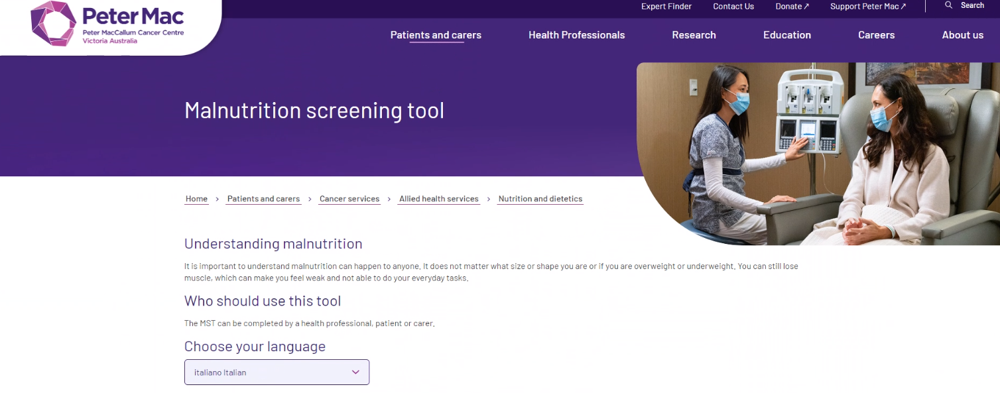 Expert Finder
Contact Us
Donate ↗
Support Peter Mac ↗
Search
Peter Mac
Peter MacCallum Cancer Centre
Victoria Australia
Patients and carers
Health Professionals
Research
Education
Careers
About us
Malnutrition screening tool
Home > Patients and carers > Cancer services > Allied health services > Nutrition and dietetics
Understanding malnutrition
It is important to understand malnutrition can happen to anyone. It does not matter what size or shape you are or if you are overweight or underweight. You can still lose
muscle, which can make you feel weak and not able to do your everyday tasks.
Who should use this tool
The MST can be completed by a health professional, patient or carer.
Choose your language
italiano Italian